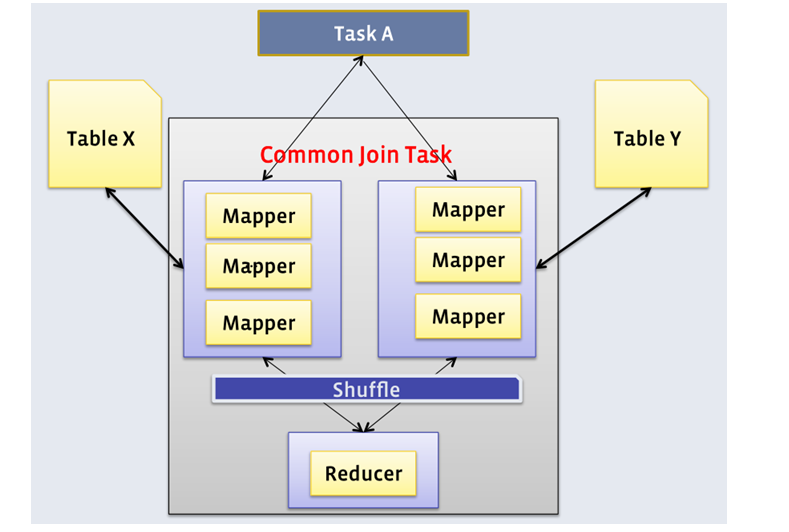 Task A
Table X
Table Y
Common Join Task
Mapper
Mapper
Mapper
Mapper
Mapper
Mapper
Shuffle
Reducer